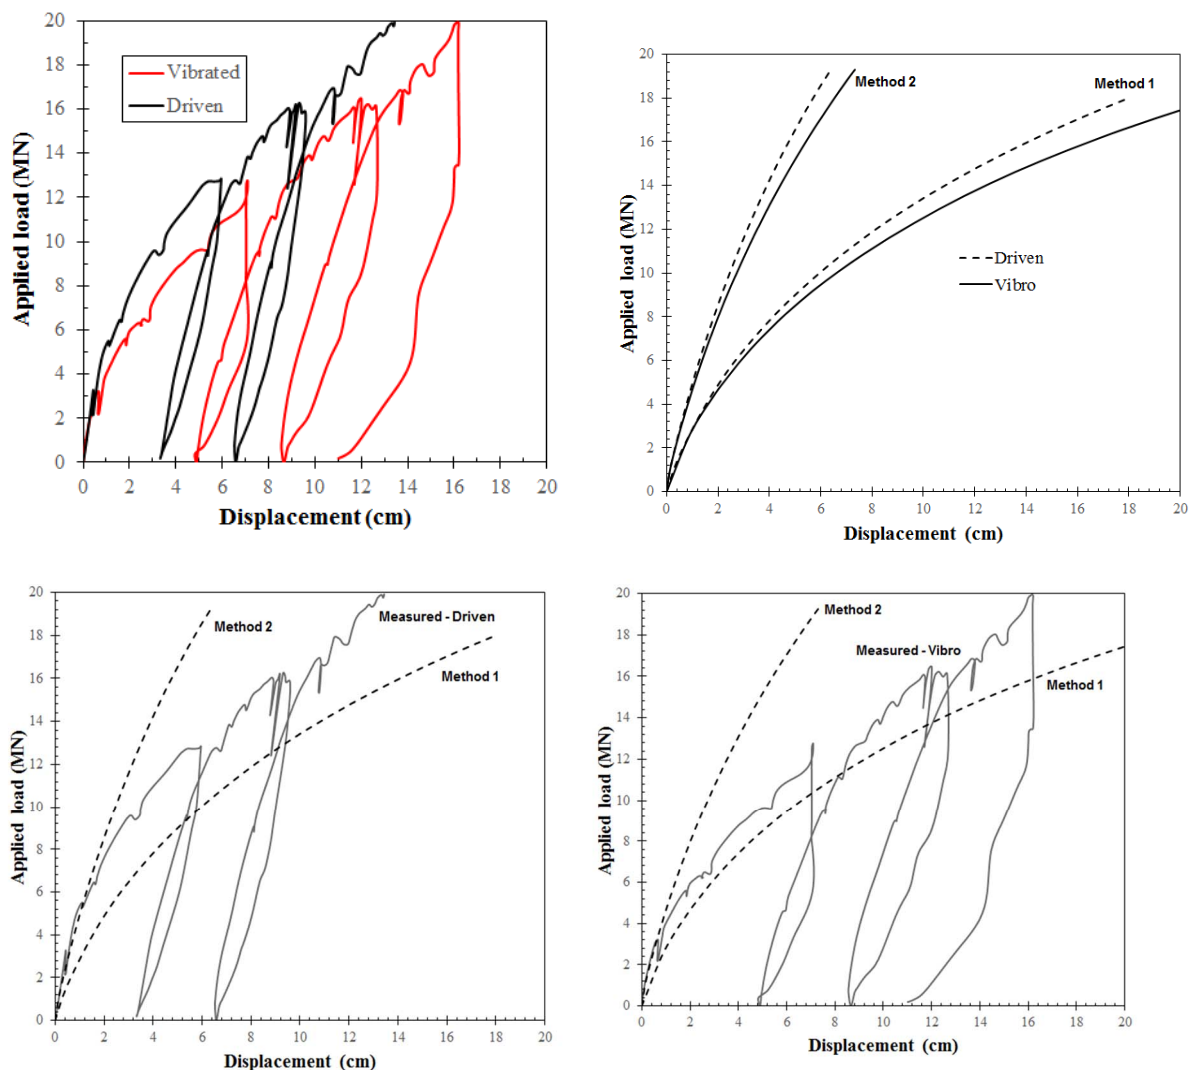 20
18
16
14
12
10
8
6
4
2
0
Applied load (MN)
Vibrated
Driven
0 2 4 6 8 10 12 14 16 18 20
Displacement (cm)
20
18
16
14
12
10
8
6
4
2
0
Applied load (MN)
Method 2
Method 1
Driven
Vibro
0 2 4 6 8 10 12 14 16 18 20
Displacement (cm)
20
18
16
14
12
10
8
6
4
2
0
Applied load (MN)
Measured - Driven
Method 2
Method 1
0 2 4 6 8 10 12 14 16 18 20
Displacement (cm)
20
18
16
14
12
10
8
6
4
2
0
Applied load (MN)
Method 2
Measured - Vibro
Method 1
0 2 4 6 8 10 12 14 16 18 20
Displacement (cm)